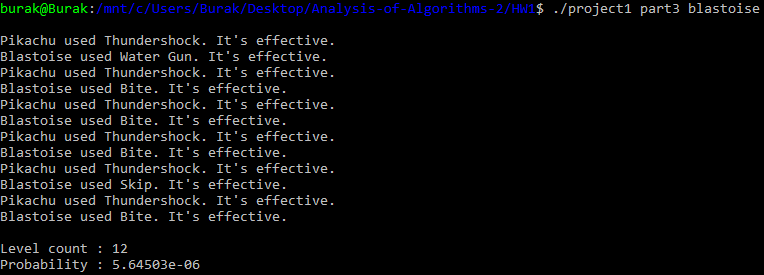 burak@Burak:/mnt/c/Users/Burak/Desktop/Analysis-of-Algorithms-2/HW1$ ./project1 part3 blastoise
Pikachu used Thundershock. It's effective.
Blastoise used Water Gun. It's effective.
Pikachu used Thundershock. It's effective.
Blastoise used Bite. It's effective.
Pikachu used Thundershock. It's effective.
Blastoise used Bite. It's effective.
Pikachu used Thundershock. It's effective.
Blastoise used Bite. It's effective.
Pikachu used Thundershock. It's effective.
Blastoise used Skip. It's effective.
Pikachu used Thundershock. It's effective.
Blastoise used Bite. It's effective.
Level count : 12
Probability : 5.64503e-06